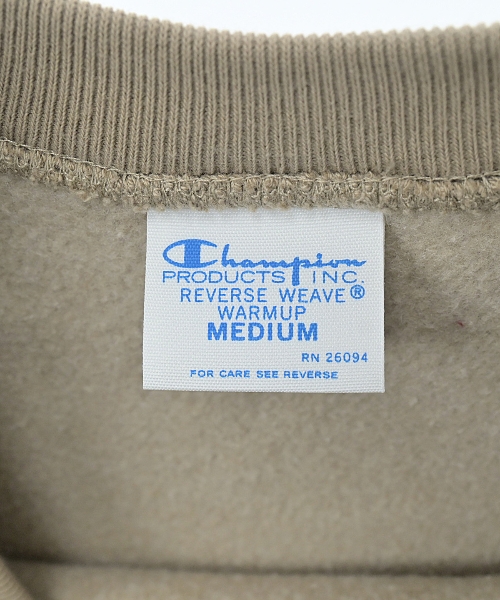 Champion
PRODUCTS INC.
REVERSE WEAVE®
WARMUP
MEDIUM
RN 26094
FOR CARE SEE REVERSE